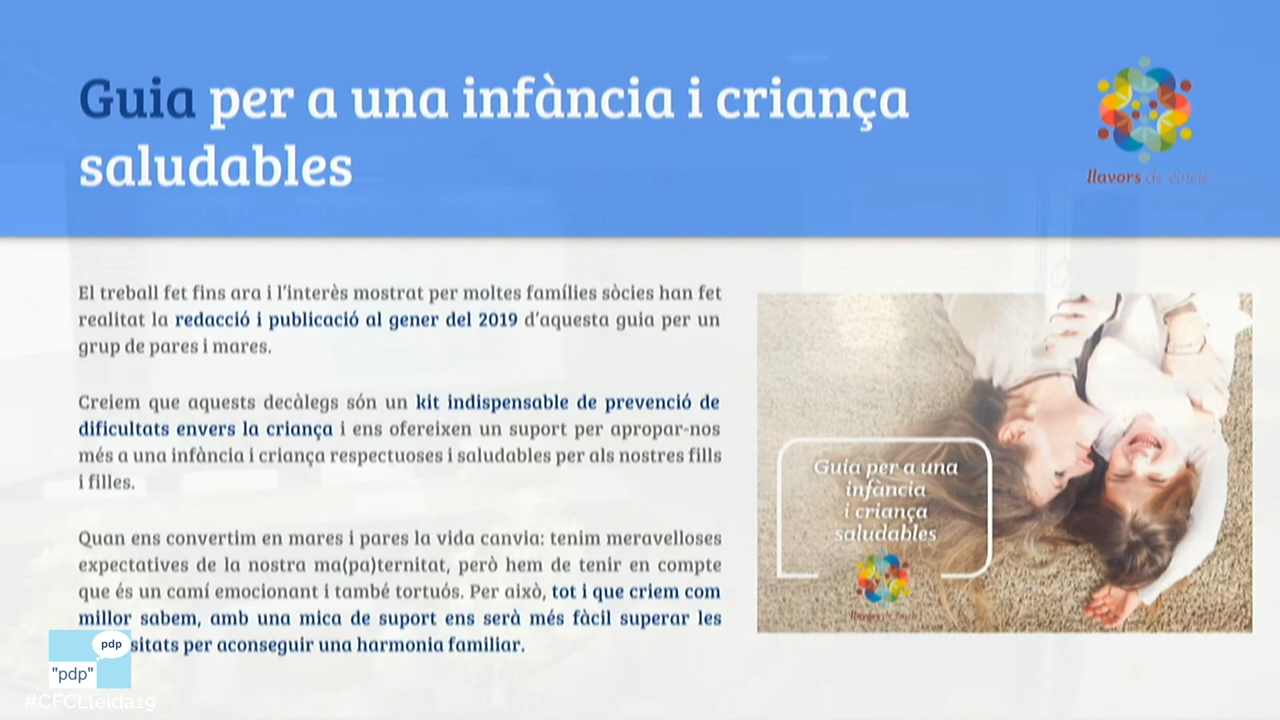 Guia per a una infància i criança
saludables
llavors de vincle
El treball fet fins ara i l'interès mostrat per moltes famílies sòcies han fet
realitat la redacció i publicació al gener del 2019 d'aquesta guia per un
grup de pares i mares.
Creiem que aquests decàlegs són un kit indispensable de prevenció de
dificultats envers la criança i ens ofereixen un suport per apropar-nos
més a una infància i criança respectuoses i saludables per als nostres fills
i filles.
Quan ens convertim en mares i pares la vida canvia: tenim meravelloses
expectatives de la nostra ma(pa)ternitat, però hem de tenir en compte
que és un camí emocionant i també tortuós. Per això, tot i que criem com
millor sabem, amb una mica de suport ens serà més fàcil superar les
sitats per aconseguir una harmonia familiar.
Guia per a una
infància
i criança
saludables
llavors de vincle
pdp
"pdp"
#CFCLleida19